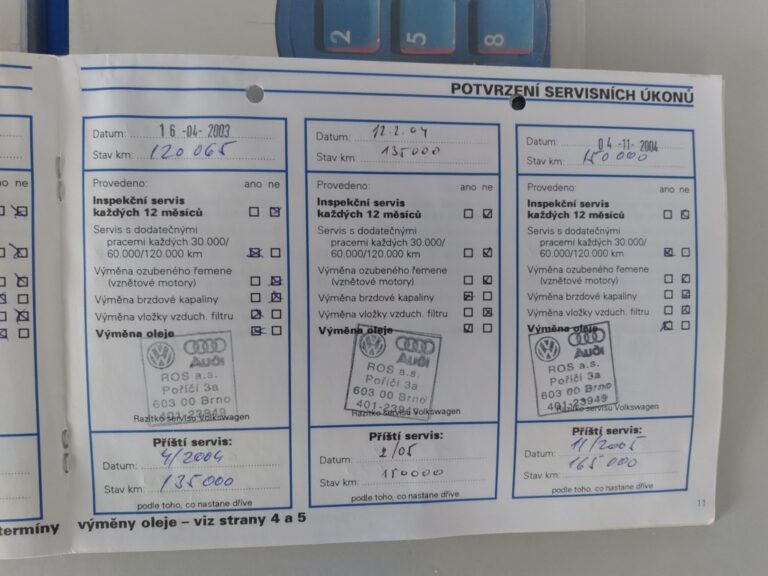 2
5
8
POTVRZENÍ SERVISNÍCH ÚKONŮ
ano ne
Datum: 16-04-2003
Stav km: 120 065
Provedeno: ano ne
Inspekční servis
každých 12 měsíců
Servis s dodatečnými
pracemi každých 30.000/
60.000/120.000 km
Výměna ozubeného řemene
(vznětové motory)
Výměna brzdové kapaliny
Výměna vložky vzduch. filtru
Výměna oleje
Audi
ROS a.s.
Poříčí 3a
603 00 Brno
401-23949
Razítko servisu Volkswagen
Příští servis:
Datum: 4/2004
Stav km: 135000
podle toho, co nastane dříve
Datum: 12.2.04
Stav km: 135000
Provedeno: ano ne
Inspekční servis
každých 12 měsíců
Servis s dodatečnými
pracemi každých 30.000/
60.000/120.000 km
Výměna ozubeného řemene
(vznětové motory)
Výměna brzdové kapaliny
Výměna vložky vzduch. filtru
Výměna oleje
Audi
ROS a.s.
Poříčí 3a
603 00 Brno
401-23949
Razítko servisu Volkswagen
Příští servis:
Datum: 2/05
Stav km: 150000
podle toho, co nastane dříve
Datum: 04-11-2004
Stav km: 150000
Provedeno: ano ne
Inspekční servis
každých 12 měsíců
Servis s dodatečnými
pracemi každých 30.000/
60.000/120.000 km
Výměna ozubeného řemene
(vznětové motory)
Výměna brzdové kapaliny
Výměna vložky vzduch. filtru
Výměna oleje
Audi
ROS a.s.
Poříčí 3a
603 00 Brno
401-23949
Razítko servisu Volkswagen
Příští servis:
Datum: 11/2005
Stav km: 165000
podle toho, co nastane dříve
11
termíny výměny oleje – viz strany 4 a 5